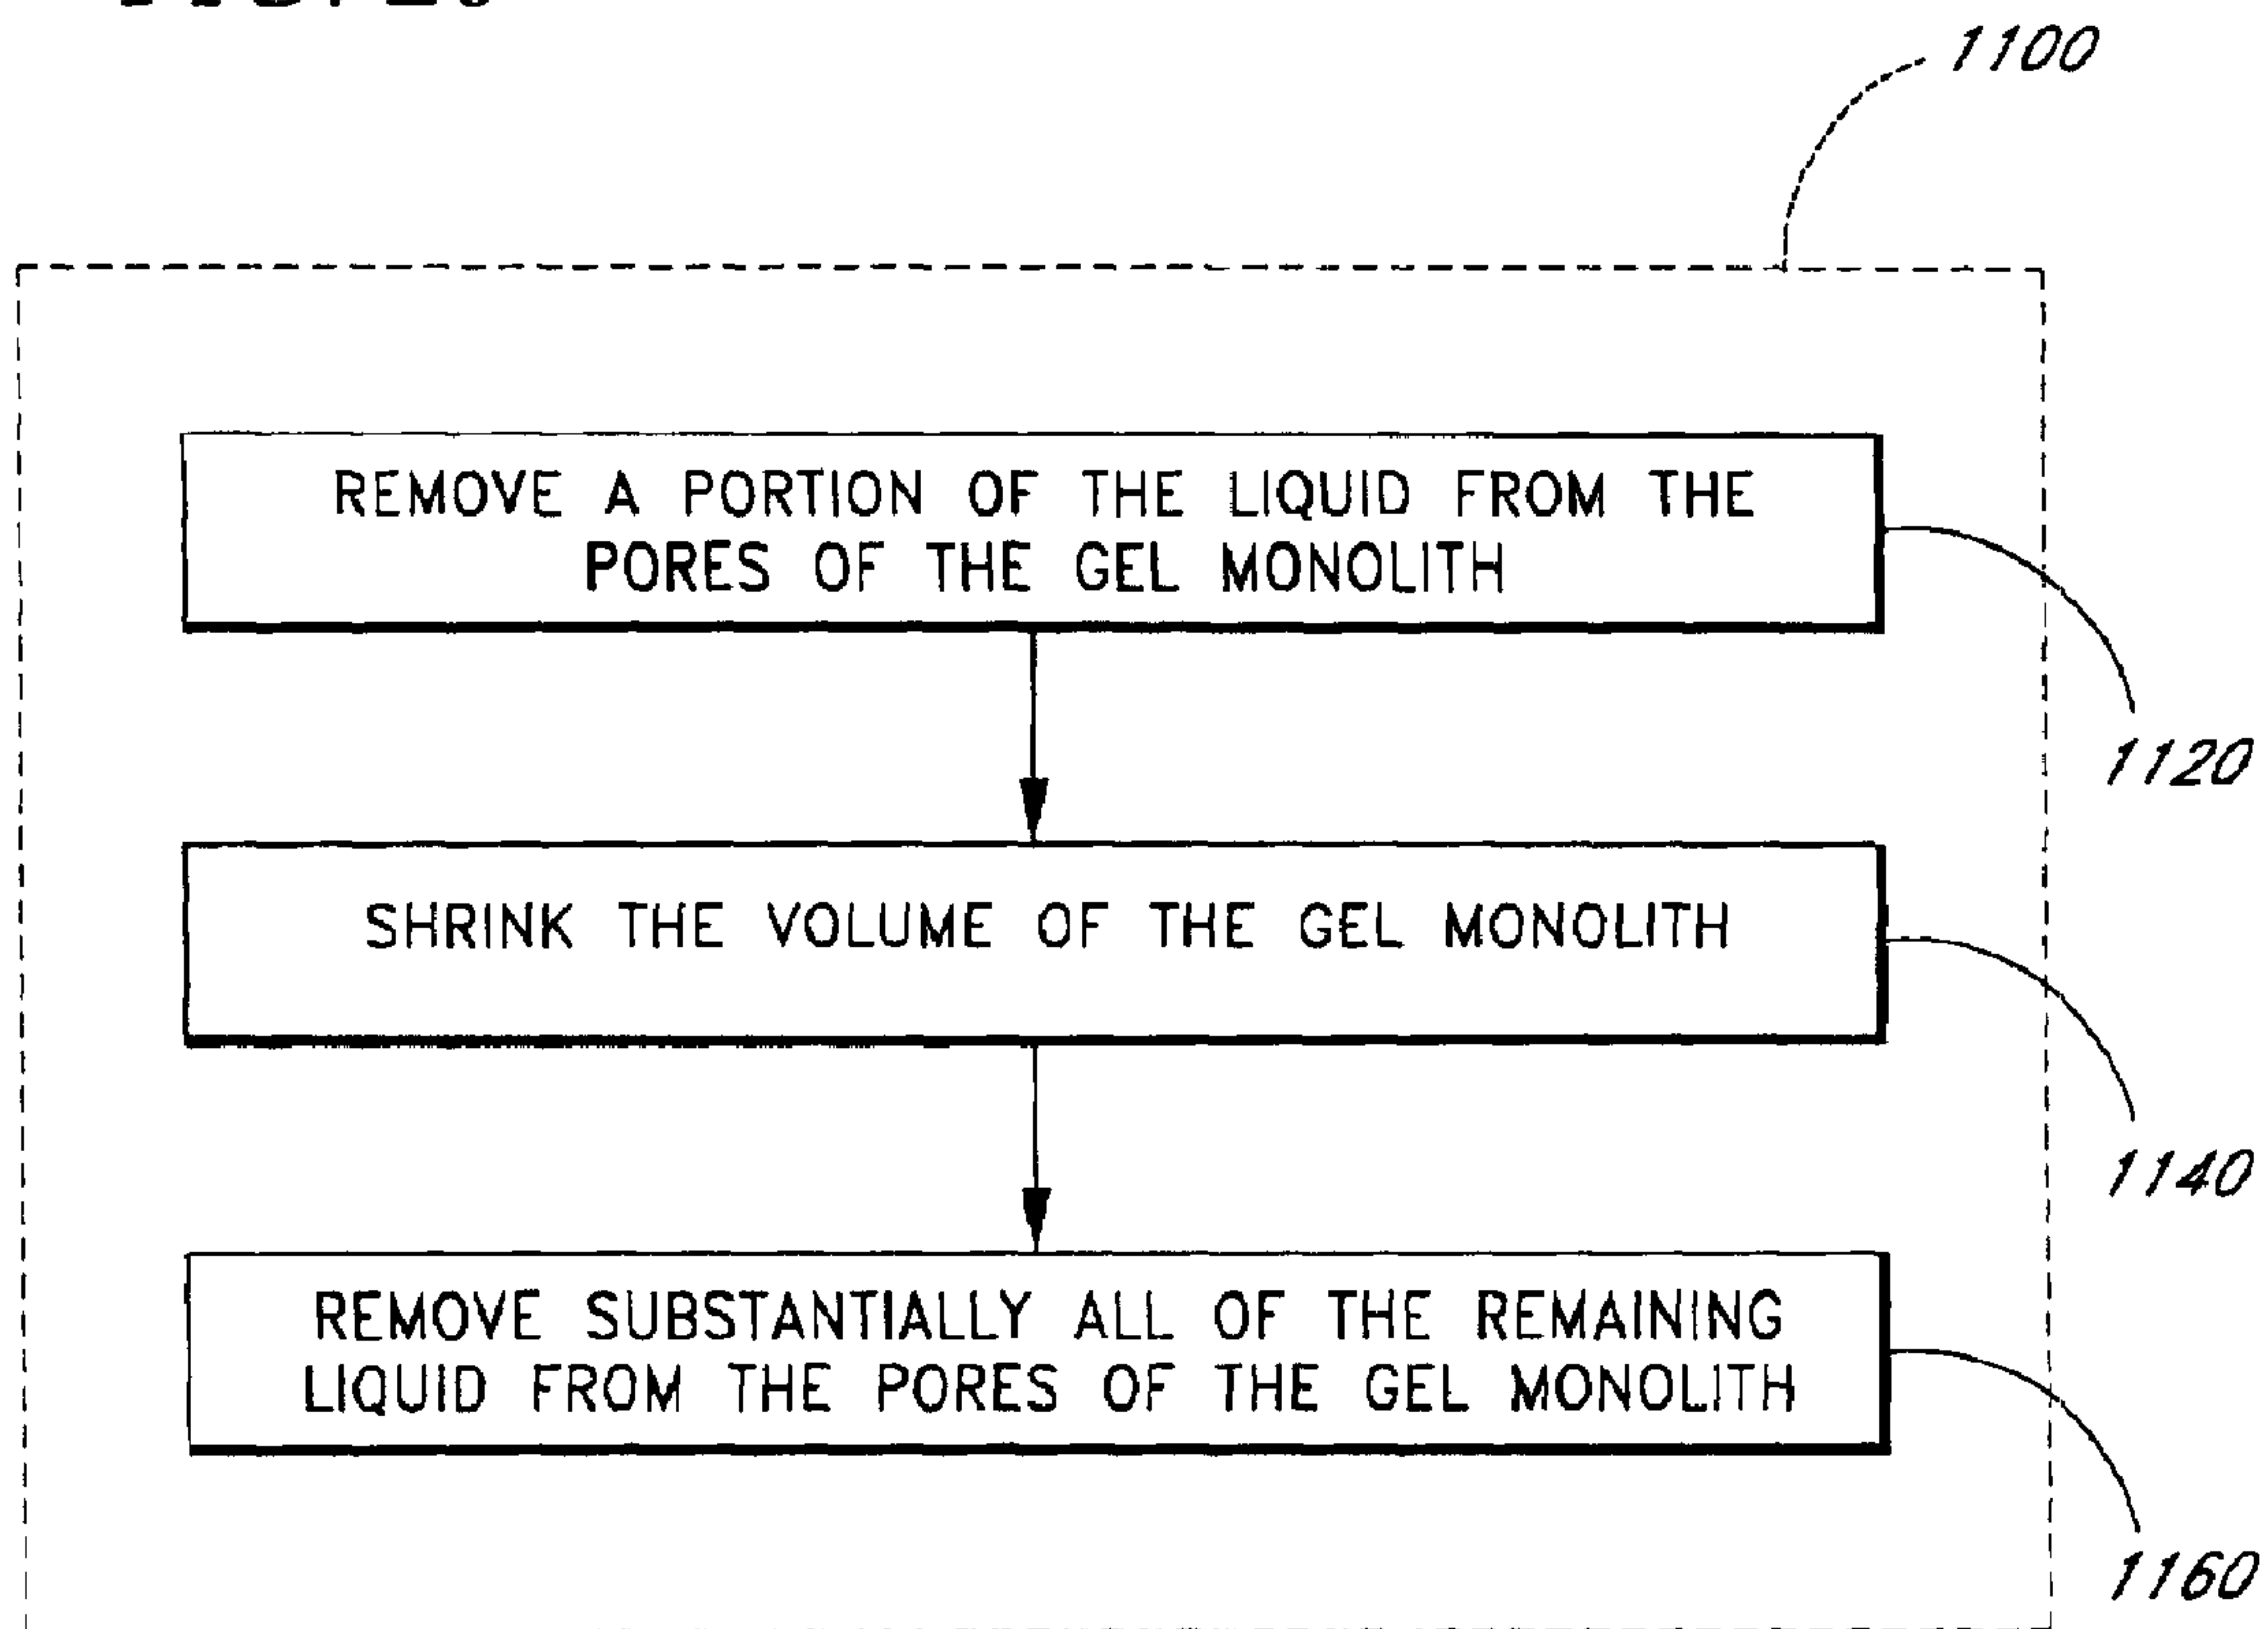 1100
REMOVE A PORTION OF THE LIQUID FROM THE
PORES OF THE GEL MONOLITH
1120
SHRINK THE VOLUME OF THE GEL MONOLITH
1140
REMOVE SUBSTANTIALLY ALL OF THE REMAINING
LIQUID FROM THE PORES OF THE GEL MONOLITH
1160